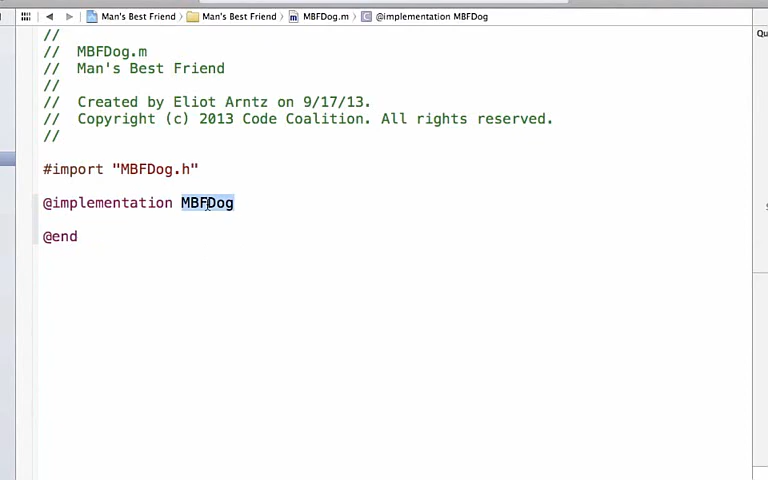 Man's Best Friend Man's Best Friend MBFDog.m @implementation MBFDog
Qu
//
// MBFDog.m
// Man's Best Friend
//
// Created by Eliot Arntz on 9/17/13.
// Copyright (c) 2013 Code Coalition. All rights reserved.
//
#import "MBFDog.h"
@implementation MBFDog
@end